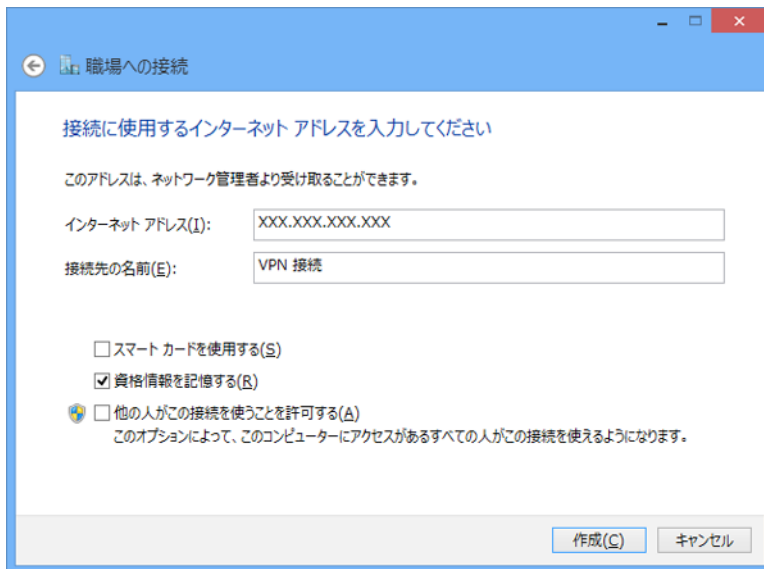 職場への接続
接続に使用するインターネット アドレスを入力してください
このアドレスは、ネットワーク管理者より受け取ることができます。
インターネット アドレス(I): XXX.XXX.XXX.XXX
接続先の名前(E): VPN 接続
スマート カードを使用する(S)
資格情報を記憶する(R)
他の人がこの接続を使うことを許可する(A)
このオプションによって、このコンピューターにアクセスがあるすべての人がこの接続を使えるようになります。
作成(C) キャンセル